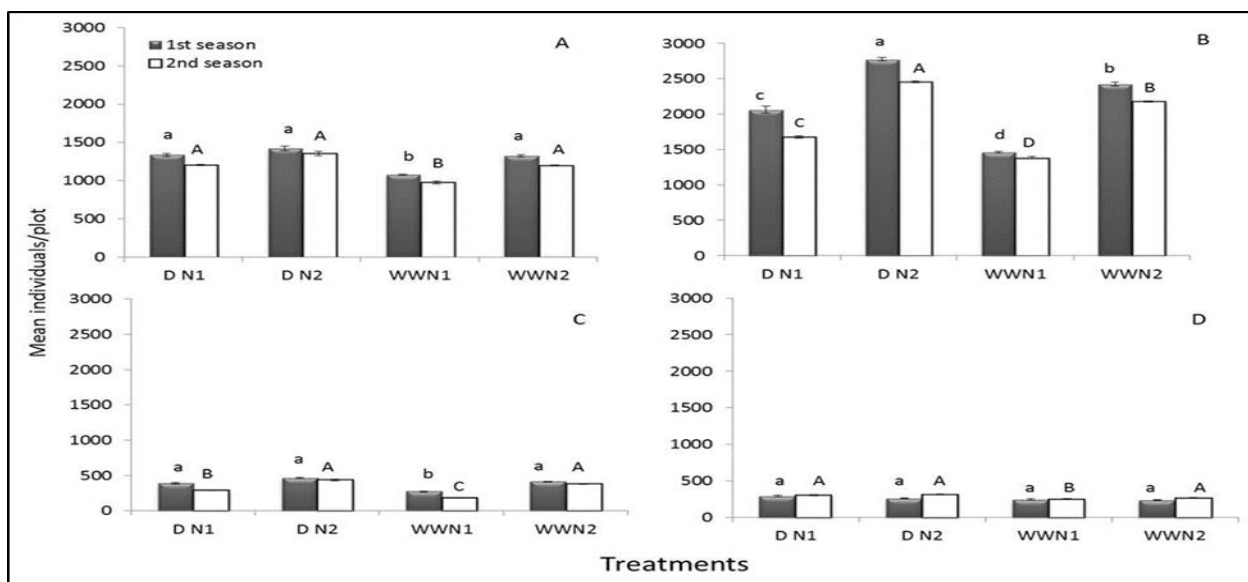 Mean individuals/plot
3000
2500
2000
1500
1000
500
0
1st season
2nd season
A
a A a A b B a A
D N1 D N2 WWN1 WWN2
3000
2500
2000
1500
1000
500
0
B
c C a A d D b B
D N1 D N2 WWN1 WWN2
3000
2500
2000
1500
1000
500
0
C
a B a A b C a A
D N1 D N2 WWN1 WWN2
3000
2500
2000
1500
1000
500
0
D
a A a A a B a A
D N1 D N2 WWN1 WWN2
Treatments